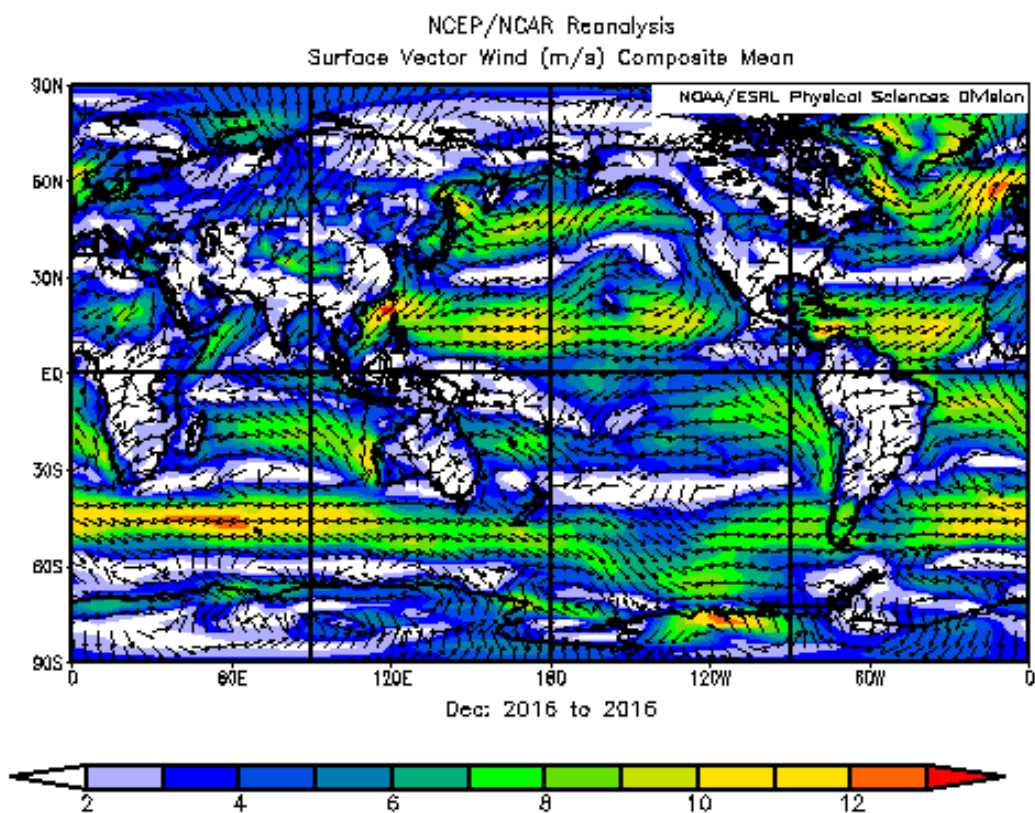 NCEP/NCAR Reanalysis
Surface Vector Wind (m/s) Composite Mean
NOAA/ESRL Physical Sciences Division
90N
60N
30N
EQ
30S
60S
90S
0 60E 120E 180 120W 60W 0
Dec: 2016 to 2016
2 4 6 8 10 12